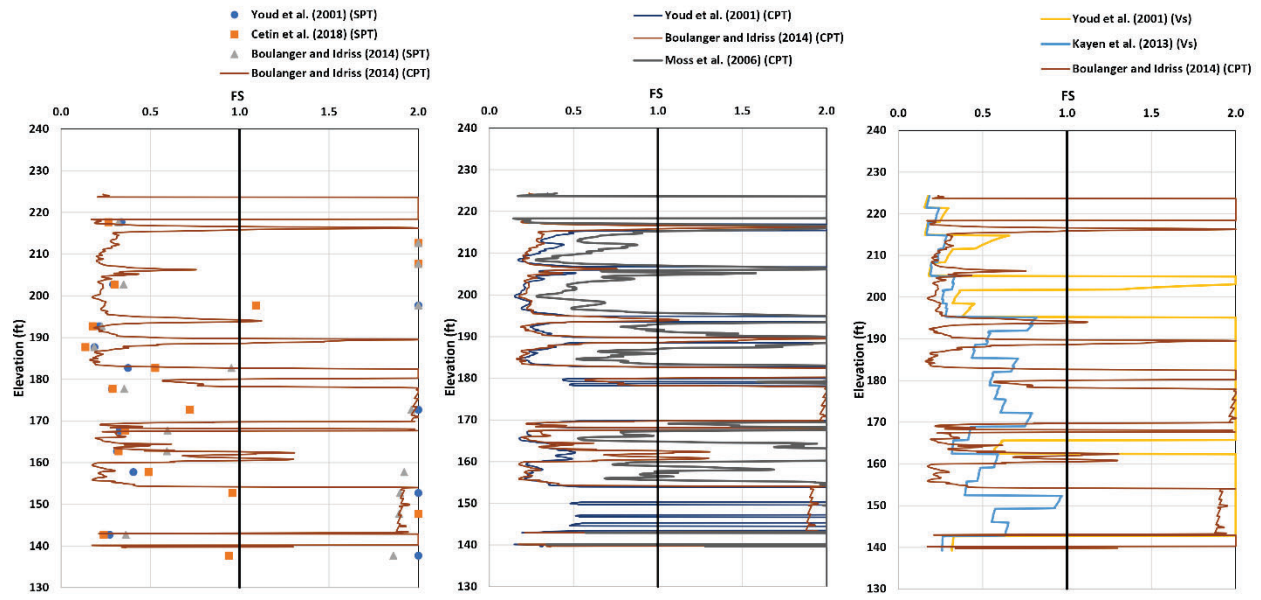 Youd et al. (2001) (SPT)
Cetin et al. (2018) (SPT)
Boulanger and Idriss (2014) (SPT)
Boulanger and Idriss (2014) (CPT)
FS
0.0 0.5 1.0 1.5 2.0
Elevation (ft)
240
230
220
210
200
190
180
170
160
150
140
130
Youd et al. (2001) (CPT)
Boulanger and Idriss (2014) (CPT)
Moss et al. (2006) (CPT)
FS
0.0 0.5 1.0 1.5 2.0
Elevation (ft)
240
230
220
210
200
190
180
170
160
150
140
130
Youd et al. (2001) (Vs)
Kayen et al. (2013) (Vs)
Boulanger and Idriss (2014) (CPT)
FS
0.0 0.5 1.0 1.5 2.0
Elevation (ft)
240
230
220
210
200
190
180
170
160
150
140
130